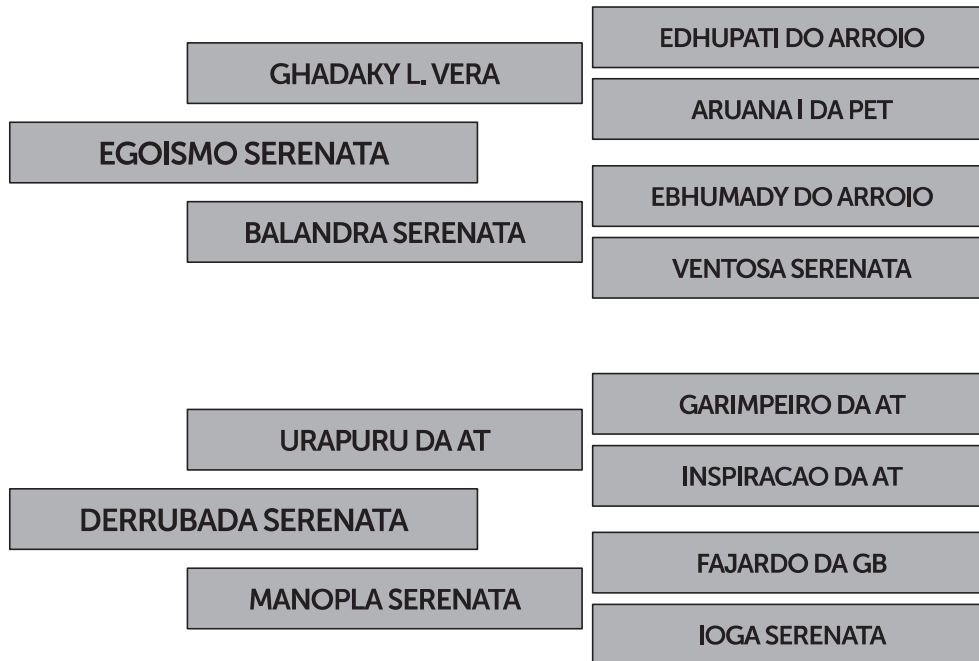 EDHUPATI DO ARROIO
GHADAKY L. VERA
ARUANA I DA PET
EGOISMO SERENATA
EBHUMADY DO ARROIO
BALANDRA SERENATA
VENTOSA SERENATA
GARIMPEIRO DA AT
URAPURU DA AT
INSPIRACAO DA AT
DERRUBADA SERENATA
FAJARDO DA GB
MANOPLA SERENATA
IOGA SERENATA